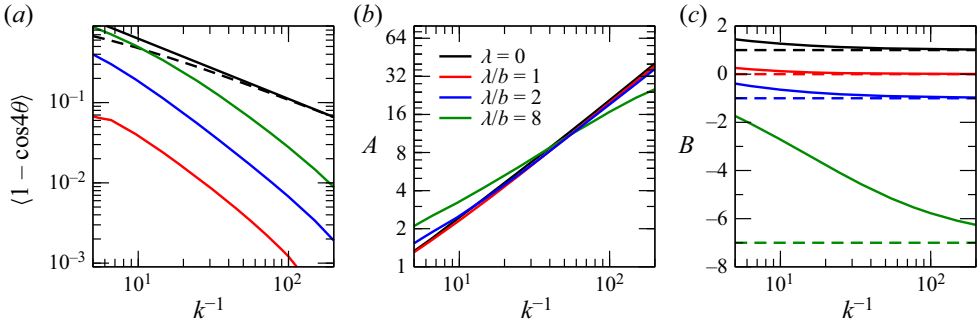 (a)
10⁻¹
10⁻²
10⁻³
⟨1 − cos4θ⟩
10¹
10²
k⁻¹
(b)
64
32
16
8
4
2
1
A
λ = 0
λ/b = 1
λ/b = 2
λ/b = 8
10¹
10²
k⁻¹
(c)
2
0
−2
−4
−6
−8
B
10¹
10²
k⁻¹